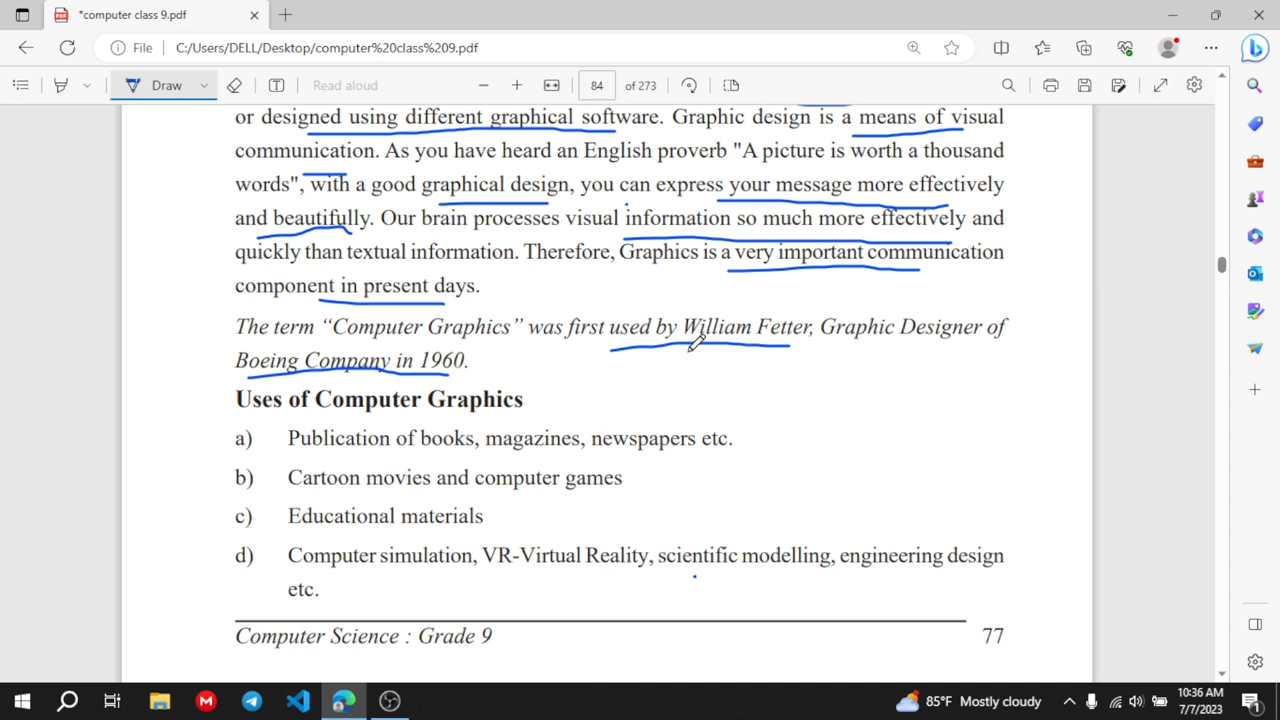 *computer class 9.pdf
File
C:/Users/DELL/Desktop/computer%20class%209.pdf
Draw
Read aloud
84
of 273
or designed using different graphical software. Graphic design is a means of visual
communication. As you have heard an English proverb "A picture is worth a thousand
words", with a good graphical design, you can express your message more effectively
and beautifully. Our brain processes visual information so much more effectively and
quickly than textual information. Therefore, Graphics is a very important communication
component in present days.
The term “Computer Graphics” was first used by William Fetter, Graphic Designer of
Boeing Company in 1960.
Uses of Computer Graphics
a) Publication of books, magazines, newspapers etc.
b) Cartoon movies and computer games
c) Educational materials
d) Computer simulation, VR-Virtual Reality, scientific modelling, engineering design
etc.
Computer Science : Grade 9
77
85°F Mostly cloudy
10:36 AM
7/7/2023
1